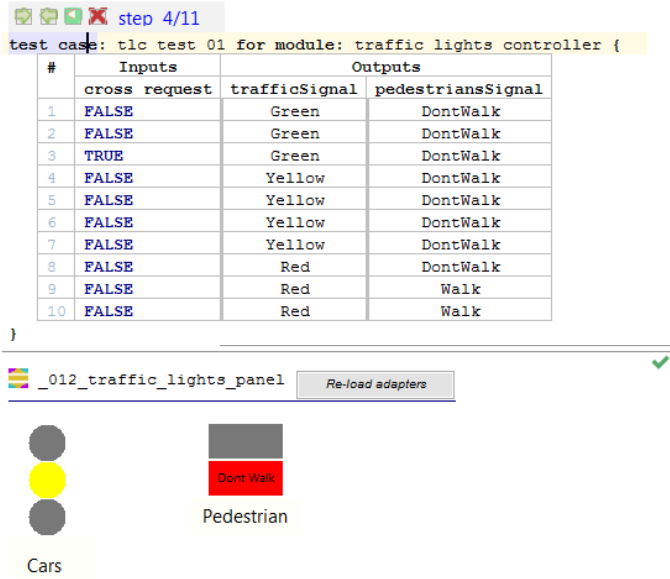 step 4/11
test case: tlc test 01 for module: traffic lights controller {
# Inputs Outputs
cross request trafficSignal pedestriansSignal
1 FALSE Green DontWalk
2 FALSE Green DontWalk
3 TRUE Green DontWalk
4 FALSE Yellow DontWalk
5 FALSE Yellow DontWalk
6 FALSE Yellow DontWalk
7 FALSE Yellow DontWalk
8 FALSE Red DontWalk
9 FALSE Red Walk
10 FALSE Red Walk
}
_012_traffic_lights_panel Re-load adapters
Dont Walk
Pedestrian
Cars